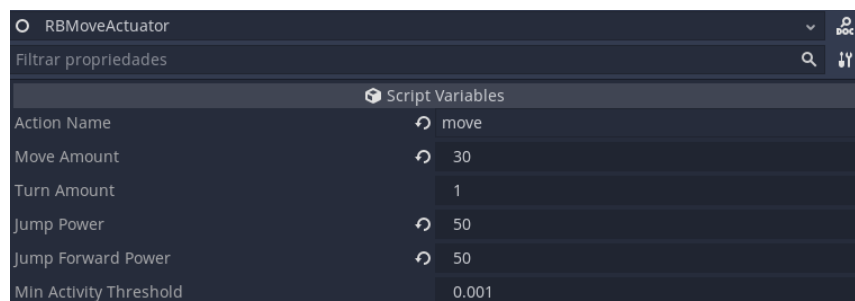 RBMoveActuator
DOC
Filtrar propriedades
Script Variables
Action Name move
Move Amount 30
Turn Amount 1
Jump Power 50
Jump Forward Power 50
Min Activity Threshold 0.001